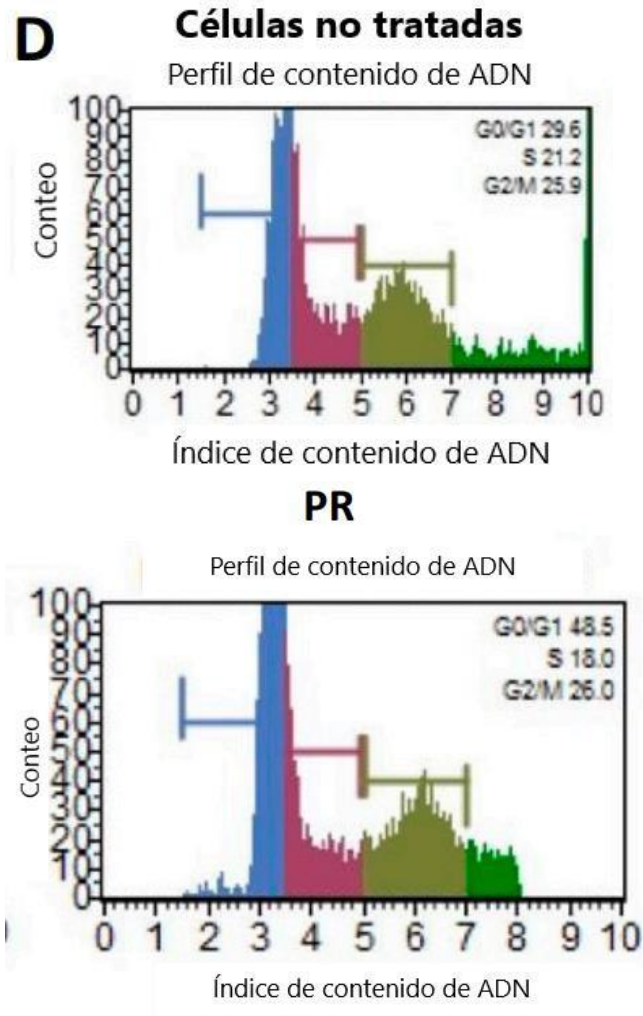 D
Células no tratadas
Perfil de contenido de ADN
G0/G1 29.6
S 21.2
G2/M 25.9
Conteo
100
90
80
70
60
50
40
30
20
10
0
0 1 2 3 4 5 6 7 8 9 10
Índice de contenido de ADN
PR
Perfil de contenido de ADN
G0/G1 48.5
S 18.0
G2/M 26.0
Conteo
100
90
80
70
60
50
40
30
20
10
0
0 1 2 3 4 5 6 7 8 9 10
Índice de contenido de ADN